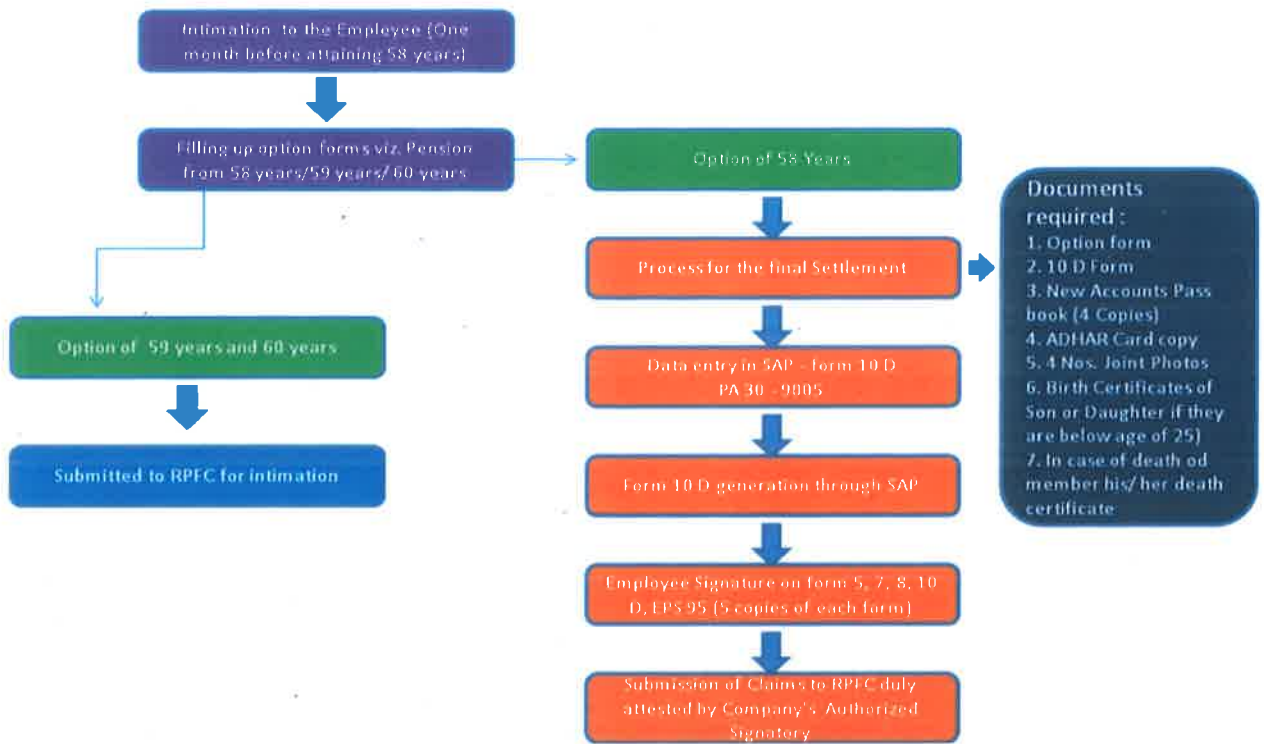 Intimation to the Employee (One
month before attaining 58 years)
Filling up option forms viz. Pension
from 58 years/59 years/ 60 years
Option of 58 Years
Process for the final Settlement
Data entry in SAP - form 10 D
PA 30 - 9805
Form 10 D generation through SAP
Employee Signature on form 5, 7, 8, 10
D, EPS 95 (5 copies of each form)
Submission of Claims to RPFC duly
attested by Company's Authorized
Signatory
Option of 59 years and 60 years
Submitted to RPFC for intimation
Documents
required :
1. Option form
2. 10 D Form
3. New Accounts Pass
book (4 Copies)
4. ADHAR Card copy
5. 4 Nos. Joint Photos
6. Birth Certificates of
Son or Daughter if they
are below age of 25)
7. In case of death od
member his/ her death
certificate